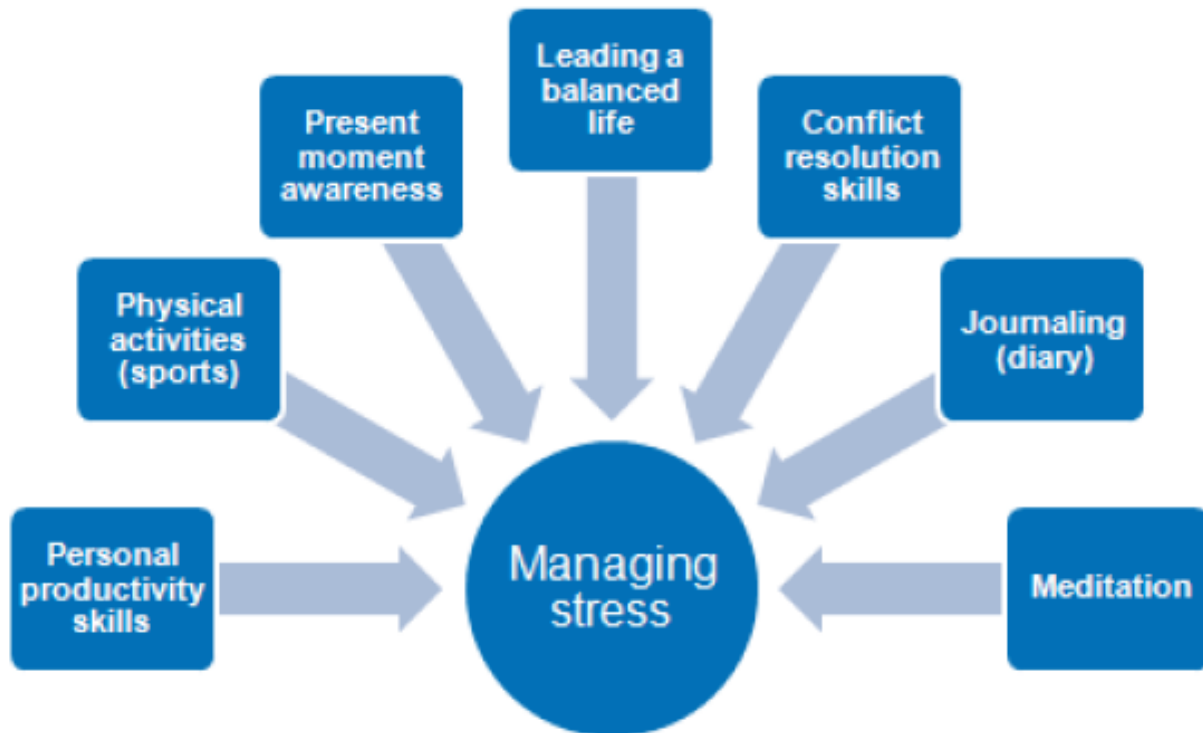 Leading a
balanced
life
Present
moment
awareness
Conflict
resolution
skills
Physical
activities
(sports)
Journaling
(diary)
Personal
productivity
skills
Managing
stress
Meditation